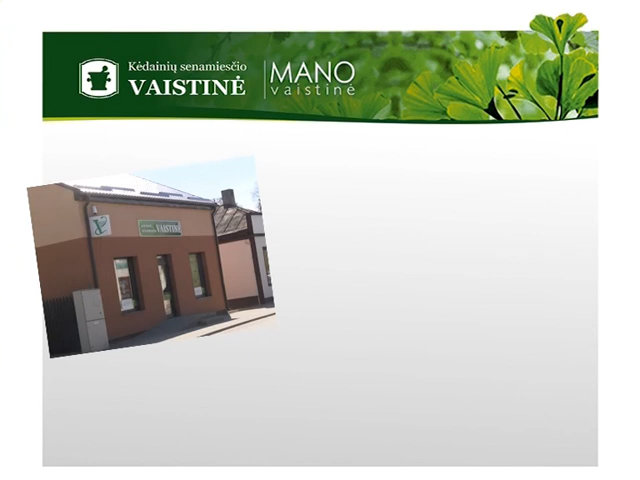 Kėdainių senamiesčio
VAISTINĖ
MANO
vaistinė
VAISTINĖ